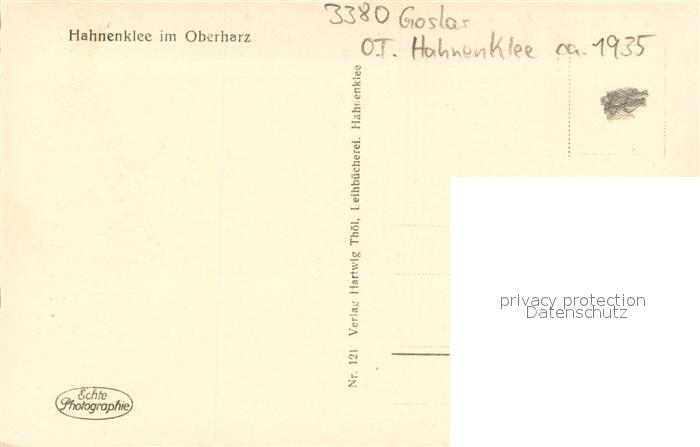 Hahnenklee im Oberharz
3380 Goslar
O.T. Hahnenklee ca. 1935
Nr. 121 Verlag Hartwig Thöl, Leihbücherei, Hahnenklee
Echte
Photographie
privacy protection
Datenschutz